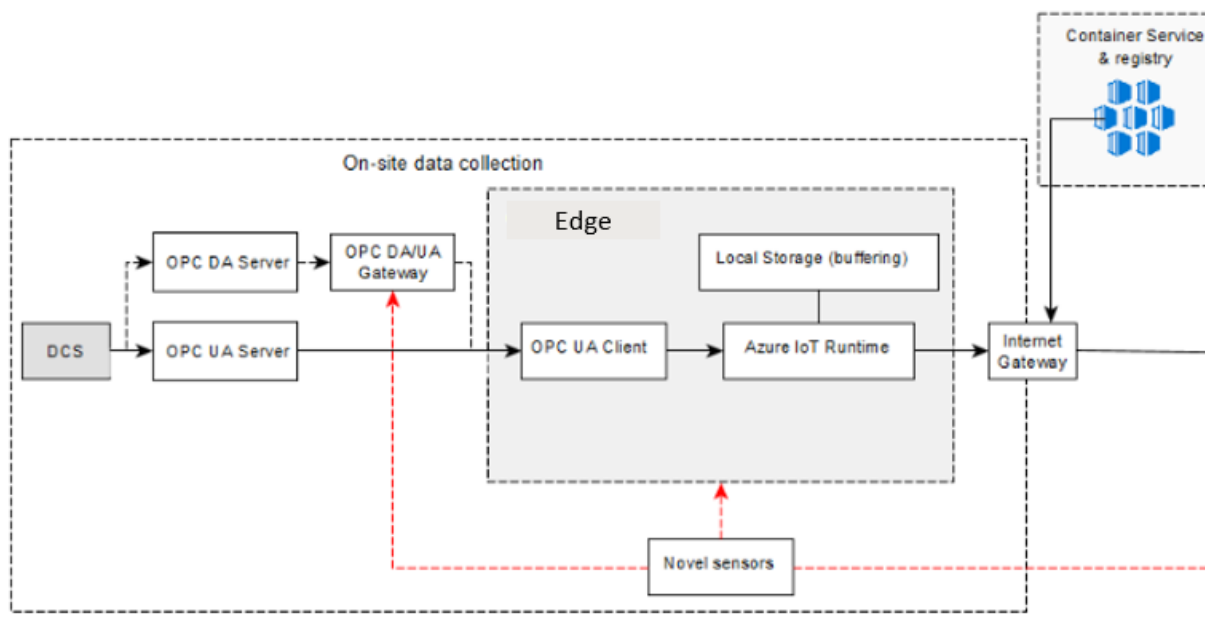 Container Service
& registry
On-site data collection
Edge
OPC DA Server
OPC DA/UA
Gateway
Local Storage (buffering)
DCS
OPC UA Server
OPC UA Client
Azure IoT Runtime
Internet
Gateway
Novel sensors